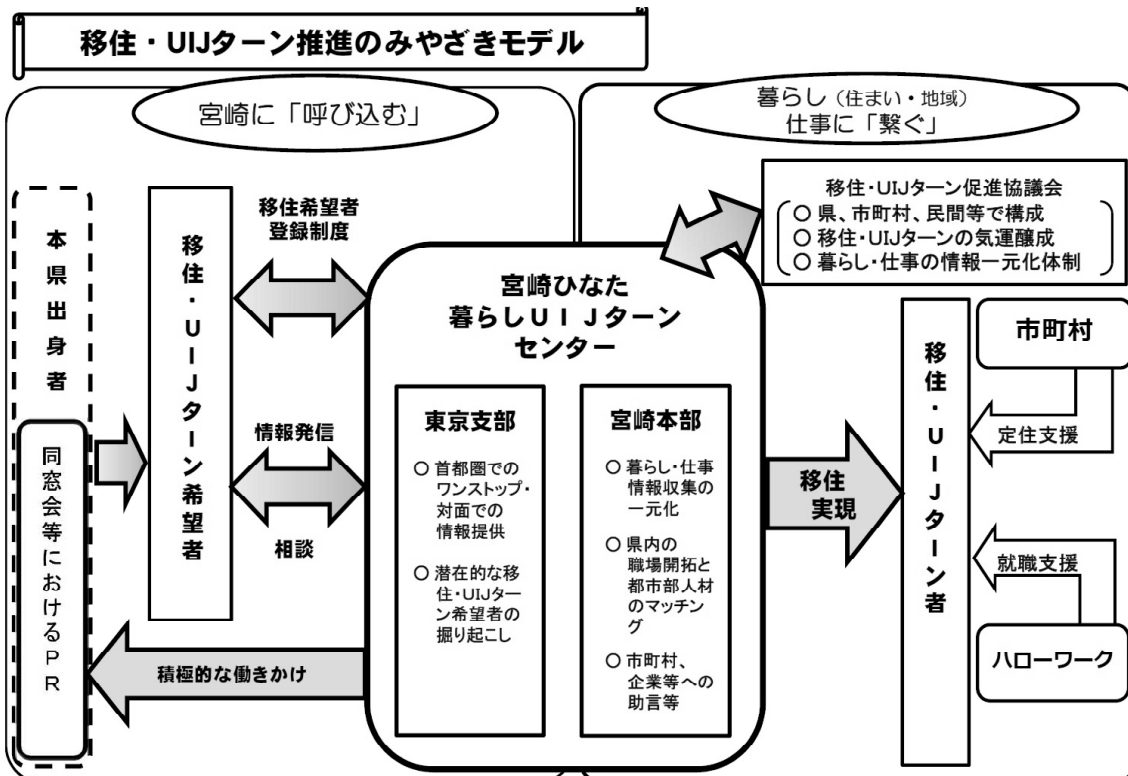 移住・UIJターン推進のみやざきモデル
宮崎に「呼び込む」
暮らし（住まい・地域）
仕事に「繋ぐ」
本県出身者
同窓会等におけるPR
移住・UIJターン希望者
移住希望者
登録制度
情報発信
相談
積極的な働きかけ
宮崎ひなた
暮らしUIJターン
センター
東京支部
○ 首都圏での
ワンストップ・
対面での
情報提供
○ 潜在的な移
住・UIJター
ン希望者の
掘り起こし
宮崎本部
○ 暮らし・仕事
情報収集の
一元化
○ 県内の
職場開拓と
都市部人材
のマッチン
グ
○ 市町村、
企業等への
助言等
移住・UIJターン促進協議会
○ 県、市町村、民間等で構成
○ 移住・UIJターンの気運醸成
○ 暮らし・仕事の情報一元化体制
移住
実現
移住・UIJターン者
市町村
定住支援
就職支援
ハローワーク